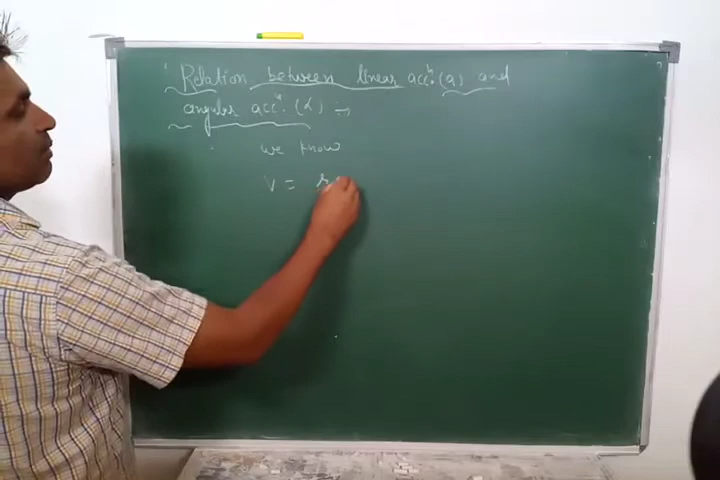 Relation between linear accⁿ. (a) and
angular accⁿ. (α) :-
we know
v = r